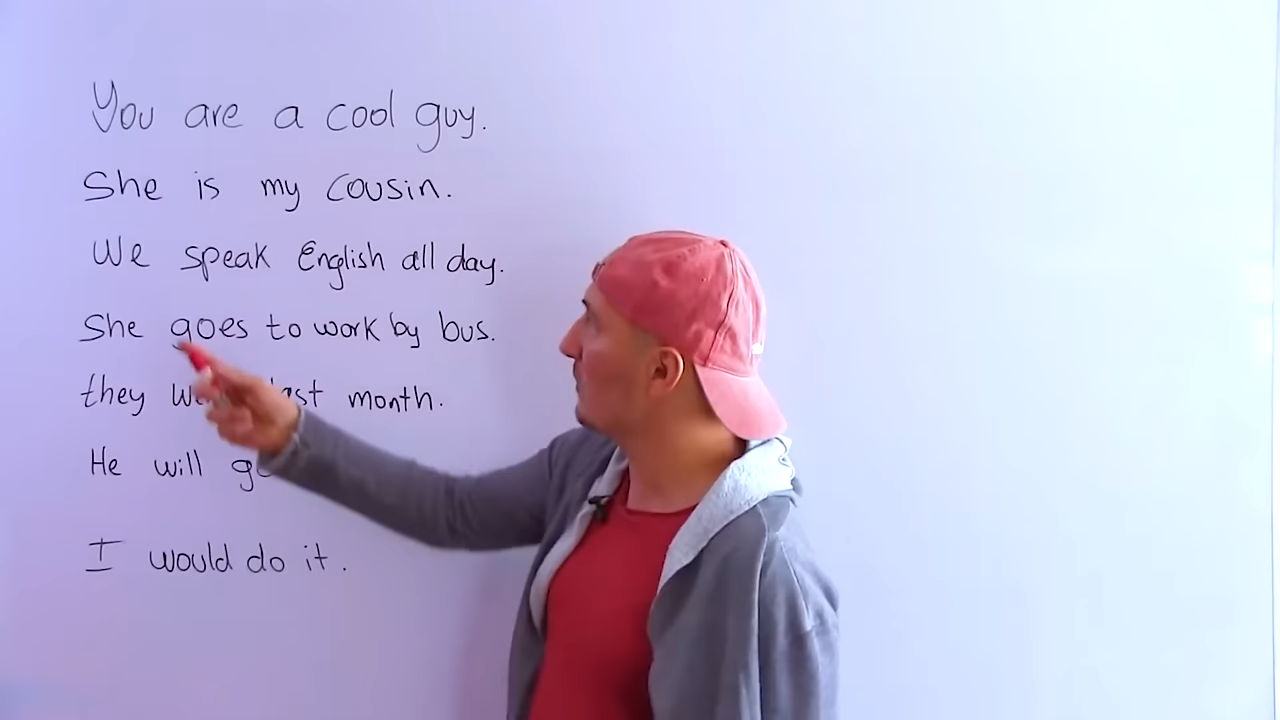 You are a cool guy.
She is my cousin.
We speak English all day.
She goes to work by bus.
they month.
He will
I would do it.